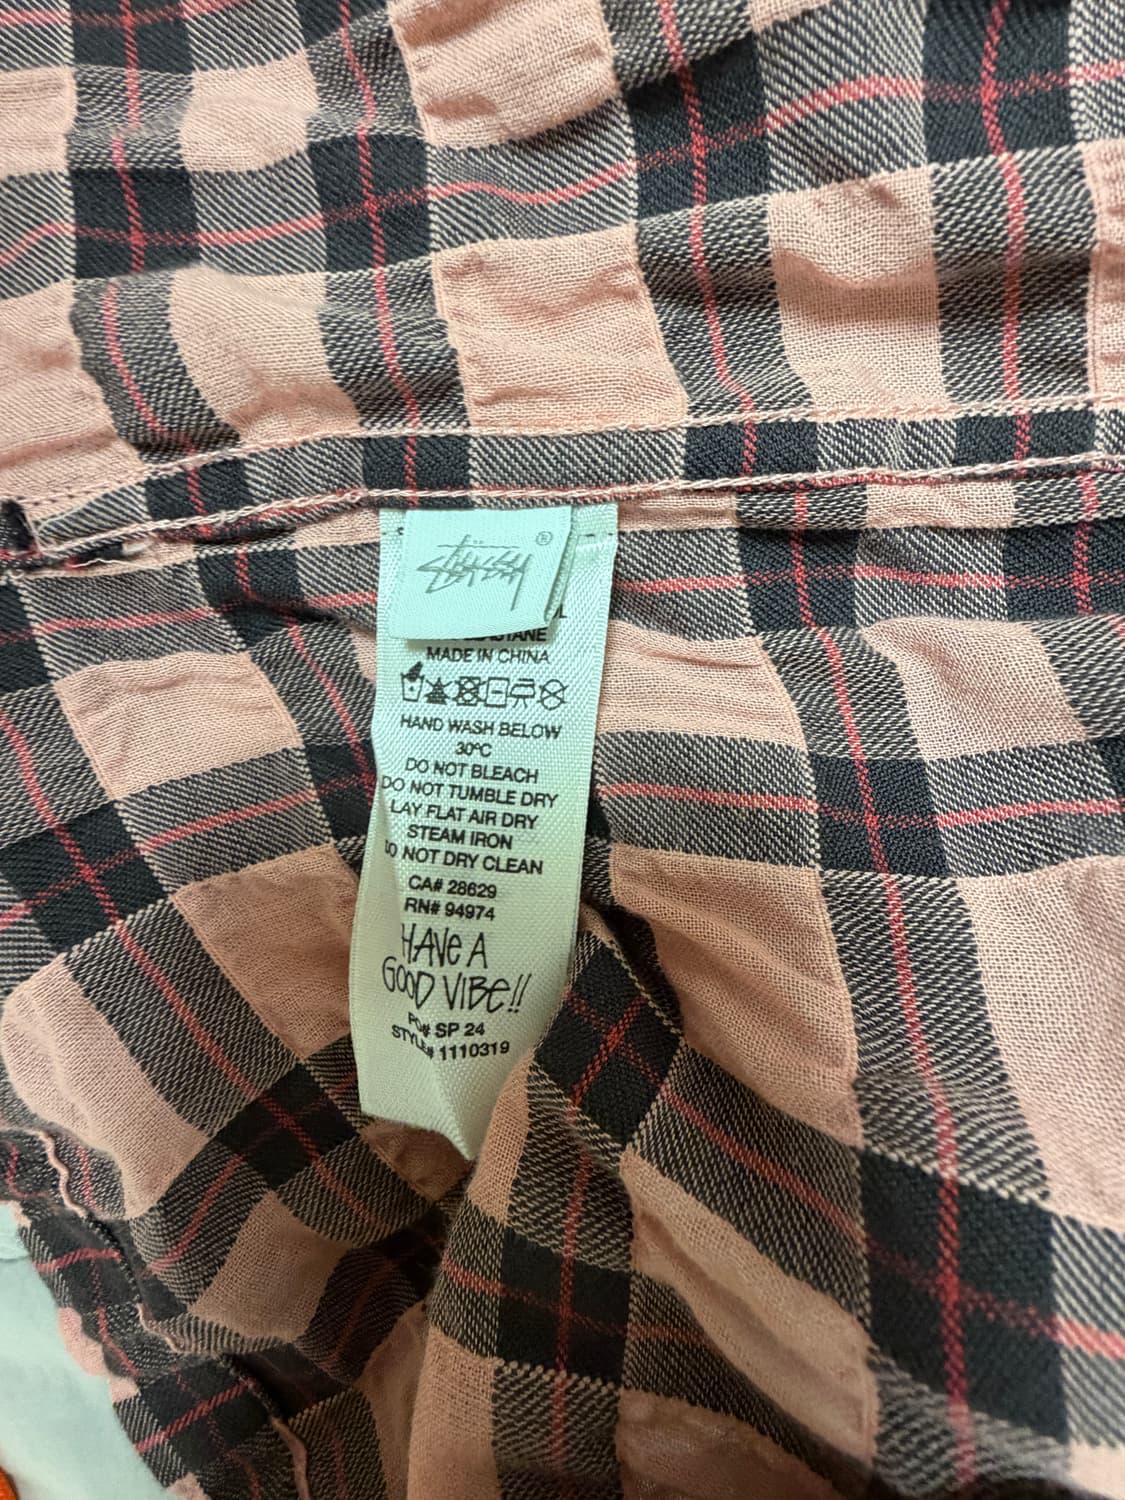 Stüssy®
MADE IN CHINA
HAND WASH BELOW
30°C
DO NOT BLEACH
DO NOT TUMBLE DRY
LAY FLAT AIR DRY
STEAM IRON
DO NOT DRY CLEAN
CA# 28629
RN# 94974
HAVE A
GOOD VIBE!!
PO# SP 24
STYLE# 1110319